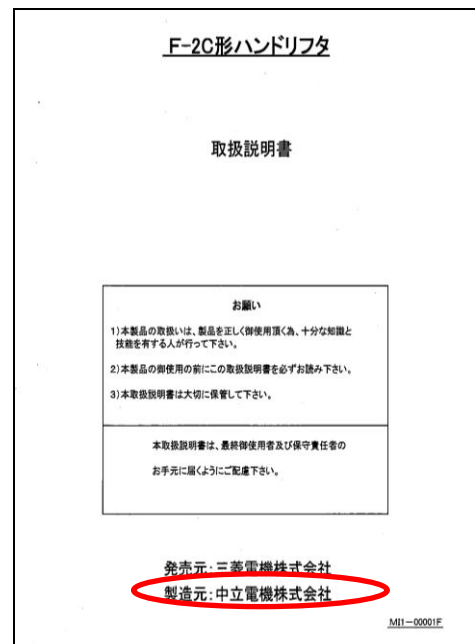 F-2C形ハンドリフタ
取扱説明書
お願い
1)本製品の取扱いは、製品を正しく御使用頂く為、十分な知識と
技能を有する人が行って下さい。
2)本製品の御使用の前にこの取扱説明書を必ずお読み下さい。
3)本取扱説明書は大切に保管して下さい。
本取扱説明書は、最終御使用者及び保守責任者の
お手元に届くようにご配慮下さい。
発売元:三菱電機株式会社
製造元:中立電機株式会社
MI1-00001F